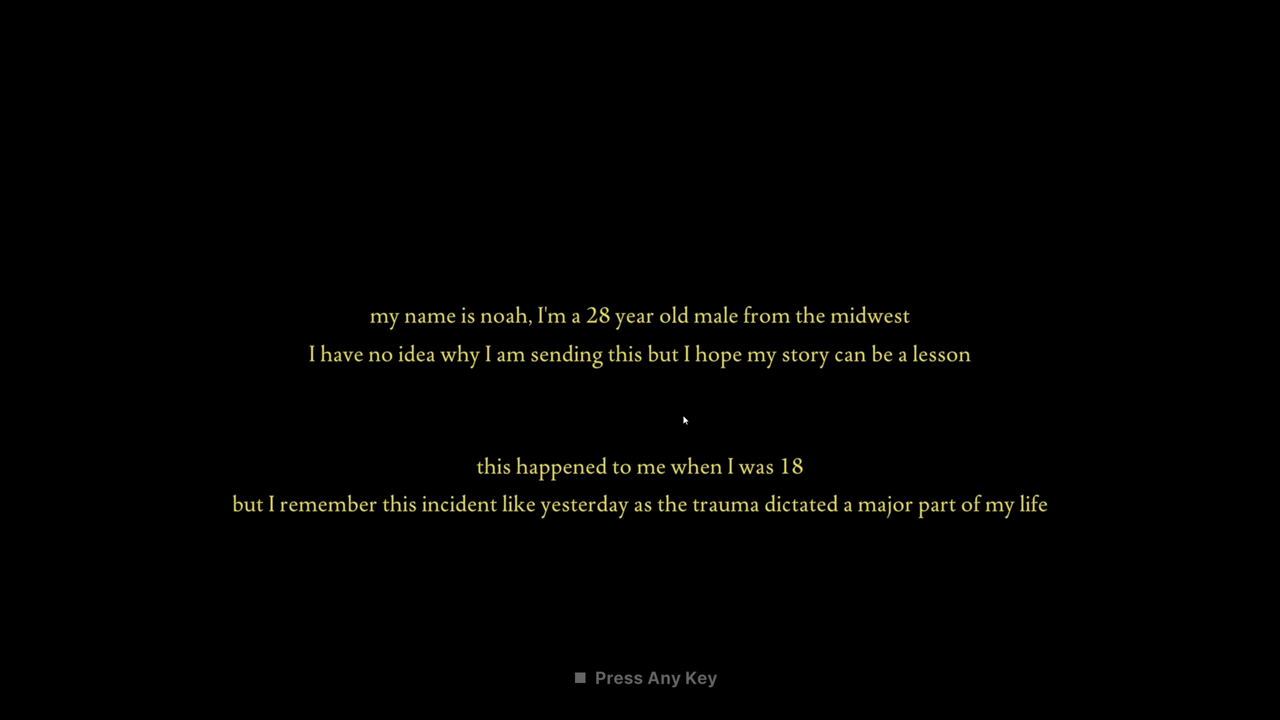 my name is noah, I'm a 28 year old male from the midwest
I have no idea why I am sending this but I hope my story can be a lesson
this happened to me when I was 18
but I remember this incident like yesterday as the trauma dictated a major part of my life
Press Any Key